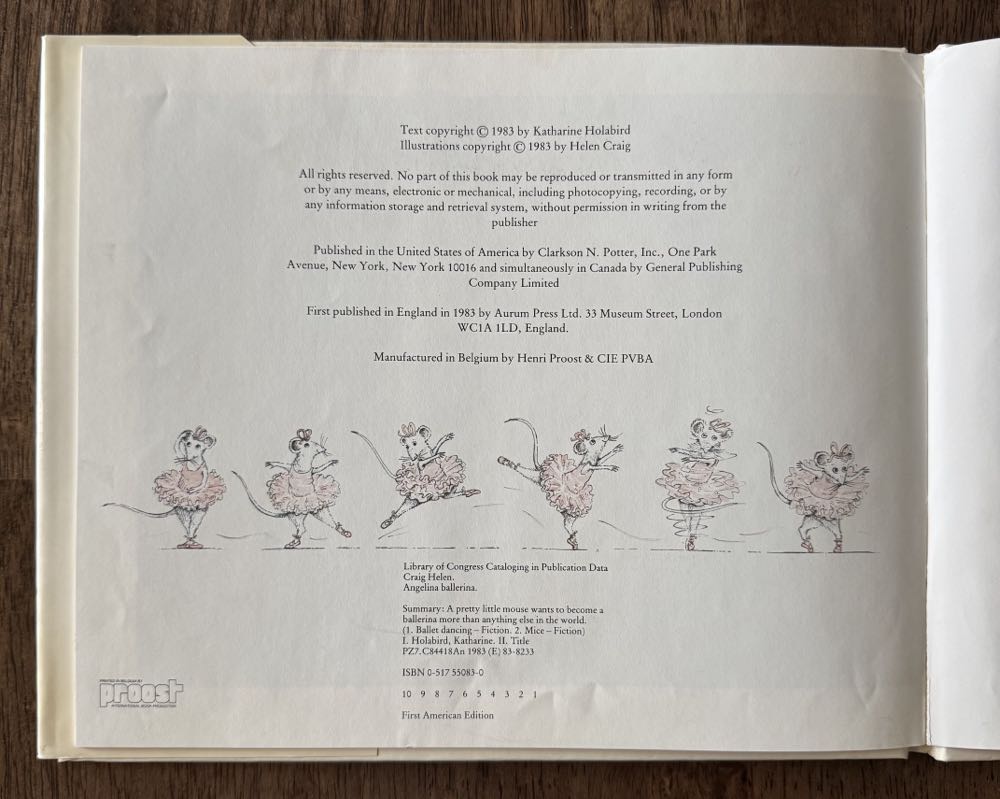 Text copyright © 1983 by Katharine Holabird
Illustrations copyright © 1983 by Helen Craig
All rights reserved. No part of this book may be reproduced or transmitted in any form
or by any means, electronic or mechanical, including photocopying, recording, or by
any information storage and retrieval system, without permission in writing from the
publisher
Published in the United States of America by Clarkson N. Potter, Inc., One Park
Avenue, New York, New York 10016 and simultaneously in Canada by General Publishing
Company Limited
First published in England in 1983 by Aurum Press Ltd. 33 Museum Street, London
WC1A 1LD, England.
Manufactured in Belgium by Henri Proost & CIE PVBA
Library of Congress Cataloging in Publication Data
Craig Helen.
Angelina ballerina.
Summary: A pretty little mouse wants to become a
ballerina more than anything else in the world.
(1. Ballet dancing – Fiction. 2. Mice – Fiction)
I. Holabird, Katharine. II. Title
PZ7.C84418An 1983 (E) 83-8233
ISBN 0-517 55083-0
10 9 8 7 6 5 4 3 2 1
First American Edition
PRINTED IN BELGIUM BY
proost
INTERNATIONAL BOOK PRODUCTION